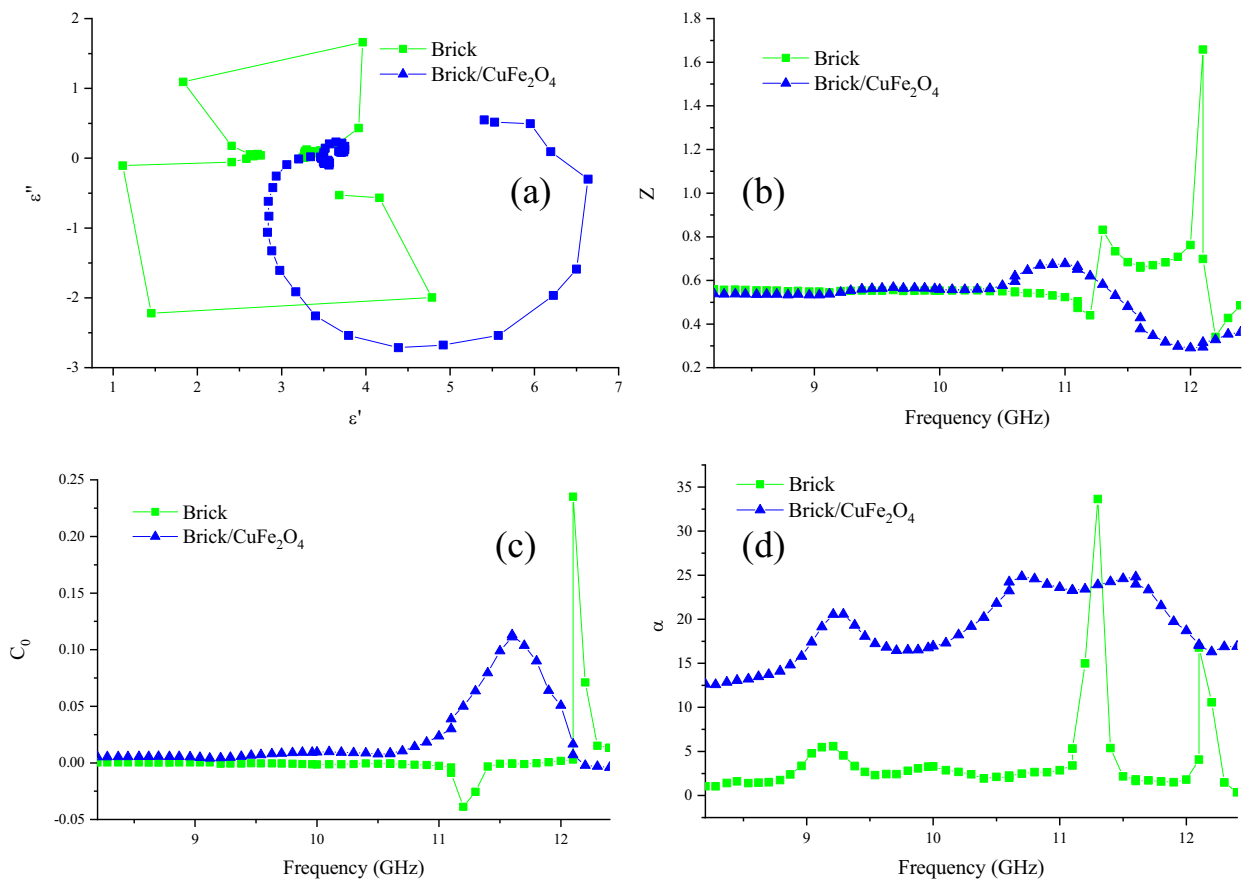 2
1
0
-1
-2
-3
ε''
Brick
Brick/CuFe₂O₄
(a)
1 2 3 4 5 6 7
ε'
1.8
1.6
1.4
1.2
1.0
0.8
0.6
0.4
0.2
Z
Brick
Brick/CuFe₂O₄
(b)
9 10 11 12
Frequency (GHz)
0.25
0.20
0.15
0.10
0.05
0.00
-0.05
C₀
Brick
Brick/CuFe₂O₄
(c)
9 10 11 12
Frequency (GHz)
35
30
25
20
15
10
5
0
α
Brick
Brick/CuFe₂O₄
(d)
9 10 11 12
Frequency (GHz)